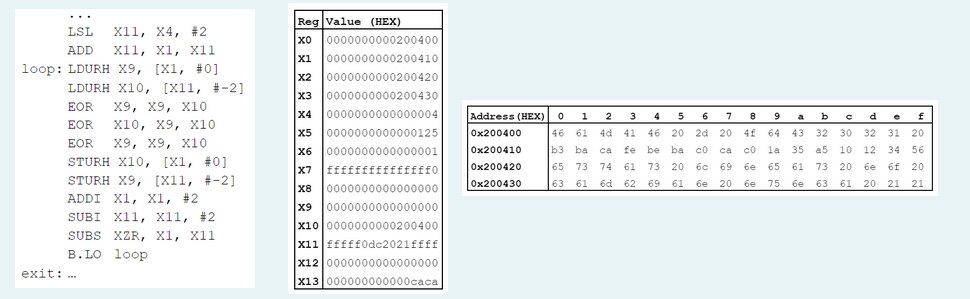 ...
LSL X11, X4, #2
ADD X11, X1, X11
loop: LDURH X9, [X1, #0]
LDURH X10, [X11, #-2]
EOR X9, X9, X10
EOR X10, X9, X10
EOR X9, X9, X10
STURH X10, [X1, #0]
STURH X9, [X11, #-2]
ADDI X1, X1, #2
SUBI X11, X11, #2
SUBS XZR, X1, X11
B.LO loop
exit: …
Reg Value (HEX)
X0 0000000000200400
X1 0000000000200410
X2 0000000000200420
X3 0000000000200430
X4 0000000000000004
X5 0000000000000125
X6 0000000000000001
X7 fffffffffffffff0
X8 0000000000000000
X9 0000000000000000
X10 0000000000200400
X11 fffff0dc2021ffff
X12 0000000000000000
X13 000000000000caca
Address(HEX) 0 1 2 3 4 5 6 7 8 9 a b c d e f
0x200400 46 61 4d 41 46 20 2d 20 4f 64 43 32 30 32 31 20
0x200410 b3 ba ca fe be ba c0 ca c0 1a 35 a5 10 12 34 56
0x200420 65 73 74 61 73 20 6c 69 6e 65 61 73 20 6e 6f 20
0x200430 63 61 6d 62 69 61 6e 20 6e 75 6e 63 61 20 21 21